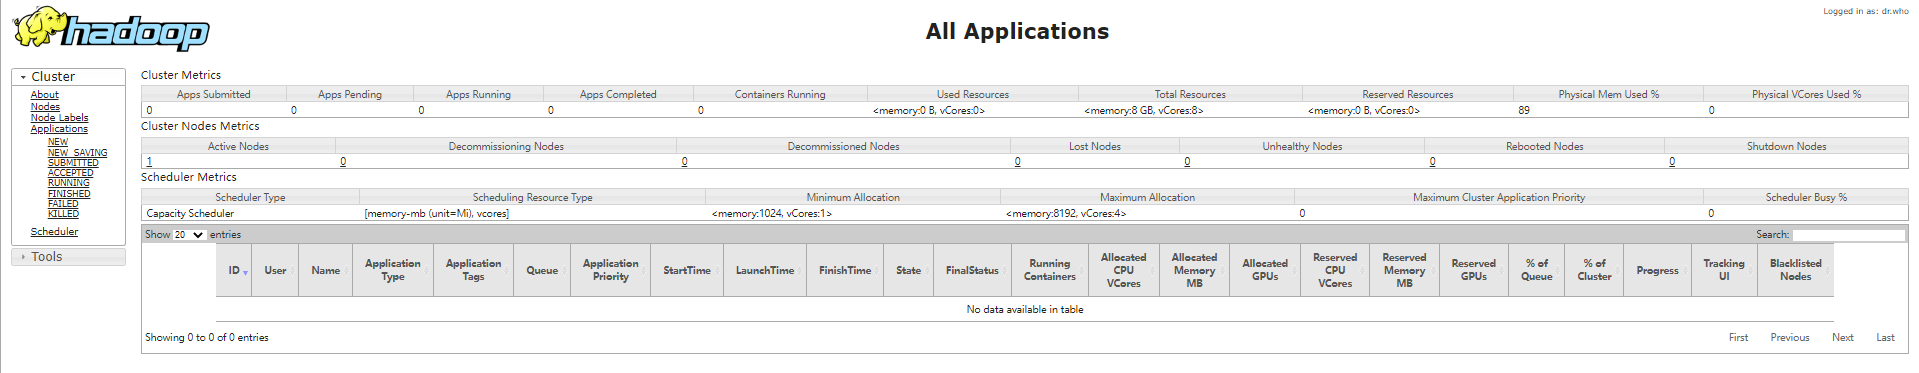 hadoop
All Applications
Logged in as: dr.who
Cluster
About
Nodes
Node Labels
Applications
NEW
NEW_SAVING
SUBMITTED
ACCEPTED
RUNNING
FINISHED
FAILED
KILLED
Scheduler
Tools
Cluster Metrics
Apps Submitted Apps Pending Apps Running Apps Completed Containers Running Used Resources Total Resources Reserved Resources Physical Mem Used % Physical VCores Used %
0 0 0 0 0 <memory:0 B, vCores:0> <memory:8 GB, vCores:8> <memory:0 B, vCores:0> 89 0
Cluster Nodes Metrics
Active Nodes Decommissioning Nodes Decommissioned Nodes Lost Nodes Unhealthy Nodes Rebooted Nodes Shutdown Nodes
1 0 0 0 0 0 0
Scheduler Metrics
Scheduler Type Scheduling Resource Type Minimum Allocation Maximum Allocation Maximum Cluster Application Priority Scheduler Busy %
Capacity Scheduler [memory-mb (unit=Mi), vcores] <memory:1024, vCores:1> <memory:8192, vCores:4> 0 0
Show 20 entries Search:
ID User Name Application Type Application Tags Queue Application Priority StartTime LaunchTime FinishTime State FinalStatus Running Containers Allocated CPU VCores Allocated Memory MB Allocated GPUs Reserved CPU VCores Reserved Memory MB Reserved GPUs % of Queue % of Cluster Progress Tracking UI Blacklisted Nodes
No data available in table
Showing 0 to 0 of 0 entries First Previous Next Last